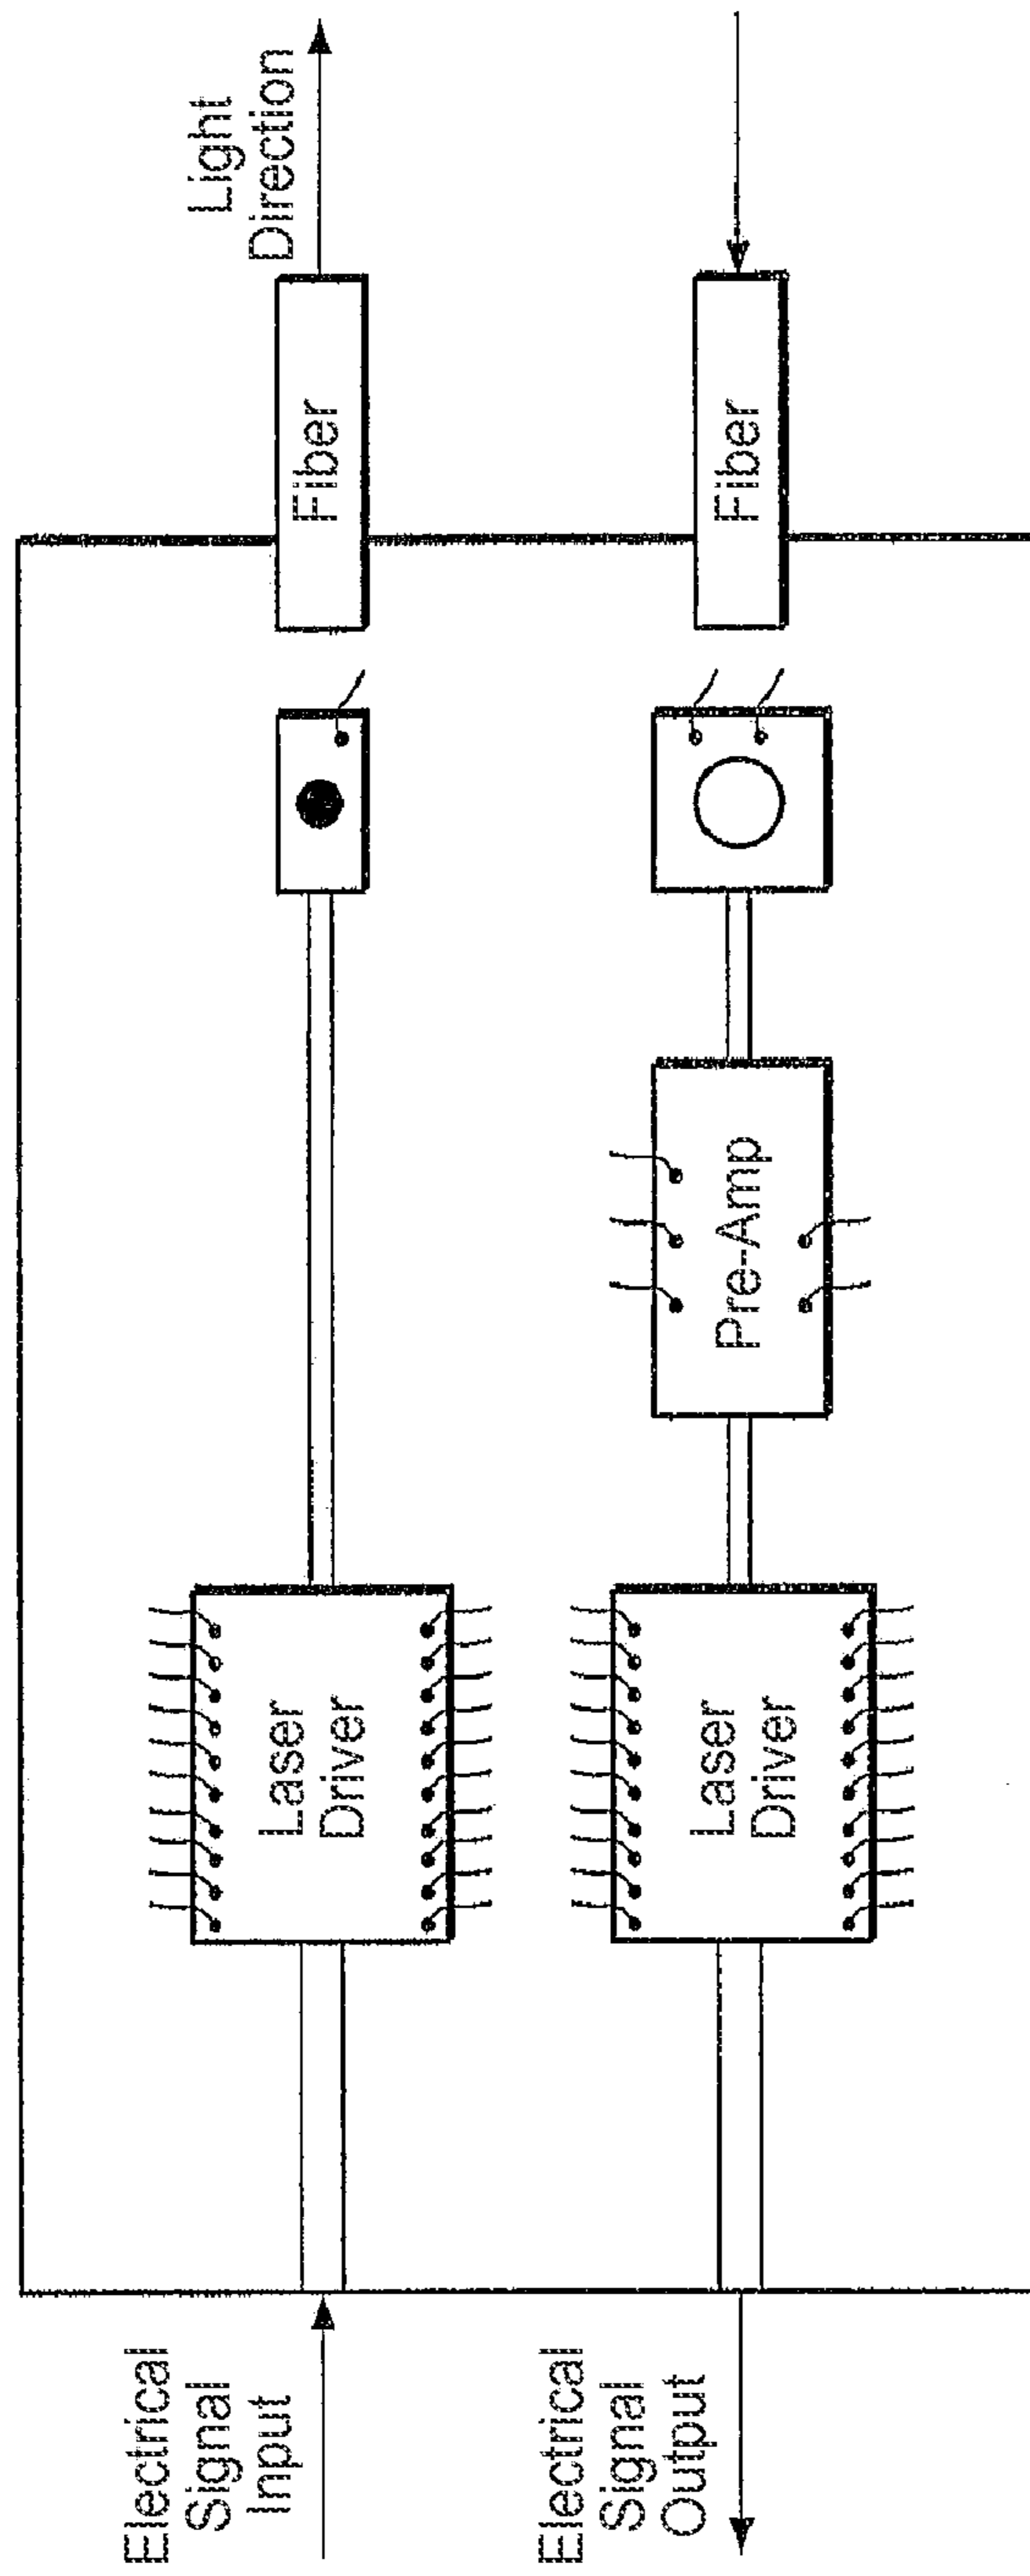 Electrical
Signal
Input
Laser
Driver
Fiber
Light
Direction
Electrical
Signal
Output
Laser
Driver
Pre-Amp
Fiber